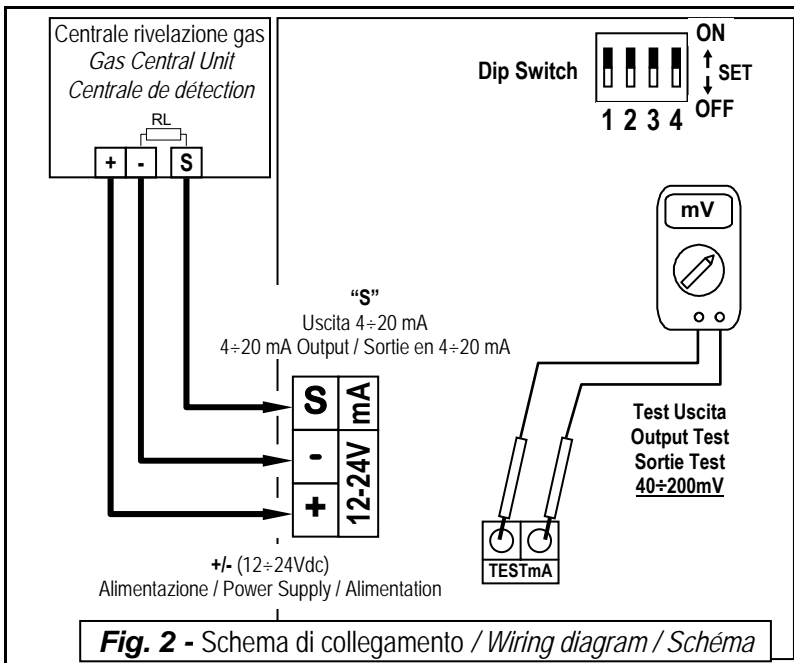 Centrale rivelazione gas
Gas Central Unit
Centrale de détection
RL
+ - S
Dip Switch
ON
SET
OFF
1 2 3 4
mV
“S”
Uscita 4÷20 mA
4÷20 mA Output / Sortie en 4÷20 mA
S mA
- 12-24V
+
Test Uscita
Output Test
Sortie Test
40÷200mV
TESTmA
+/- (12÷24Vdc)
Alimentazione / Power Supply / Alimentation
Fig. 2 - Schema di collegamento / Wiring diagram / Schéma